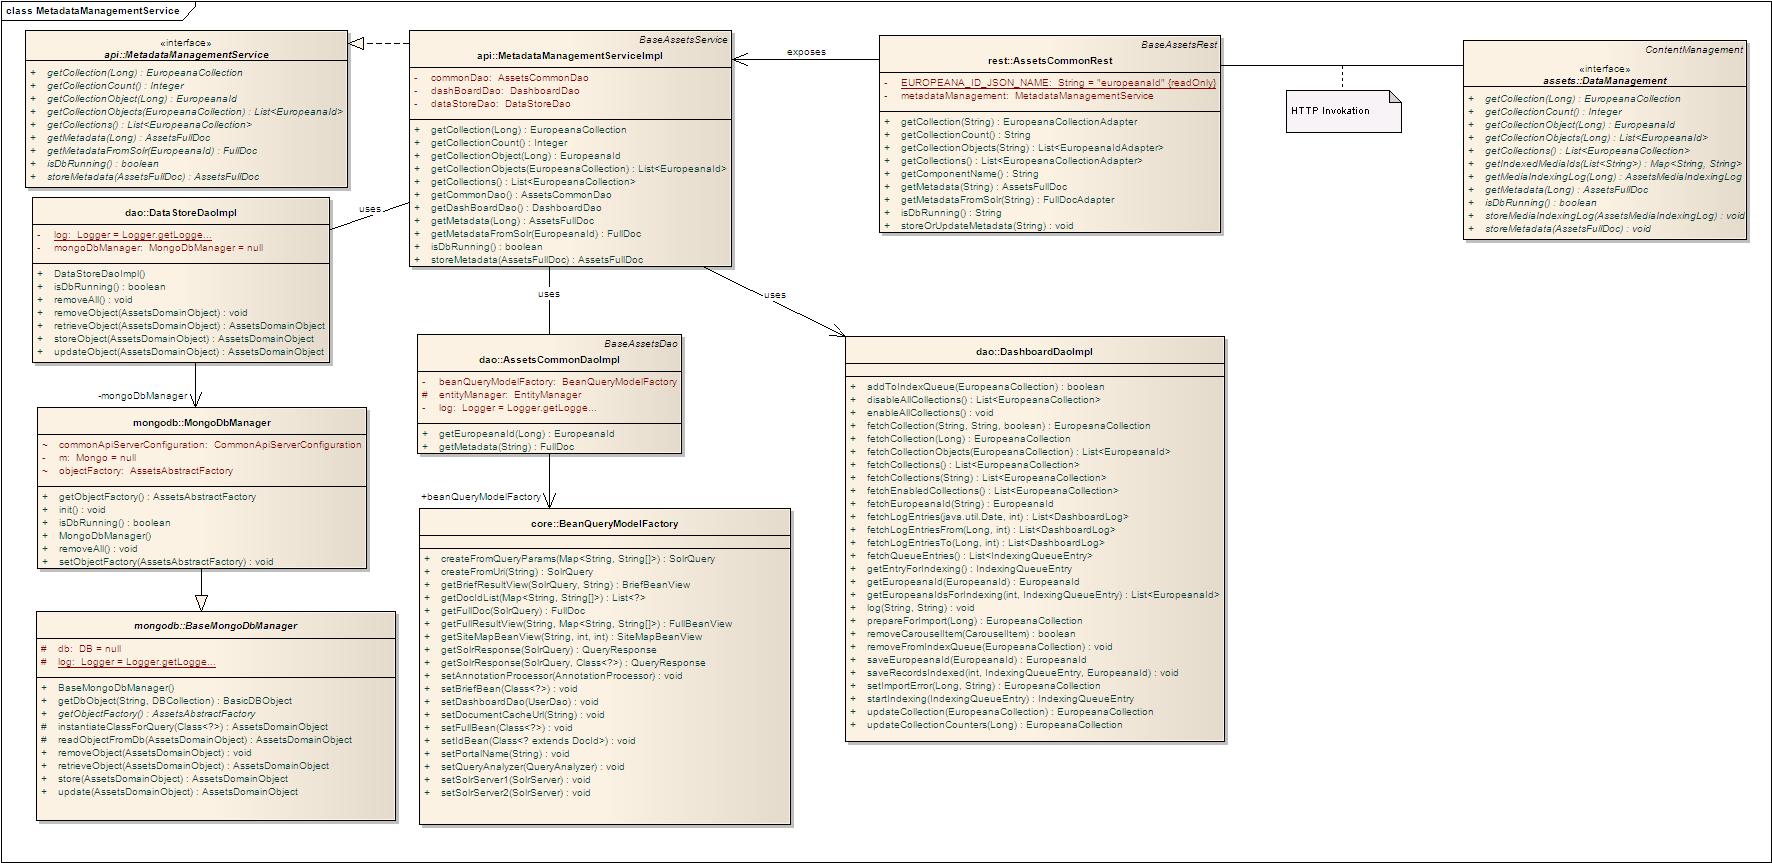 class MetadataManagementService
«interface»
api::MetadataManagementService
+ getCollection(Long) : EuropeanaCollection
+ getCollectionCount() : Integer
+ getCollectionObject(Long) : EuropeanaId
+ getCollectionObjects(EuropeanaCollection) : List<EuropeanaId>
+ getCollections() : List<EuropeanaCollection>
+ getMetadata(Long) : AssetsFullDoc
+ getMetadataFromSolr(EuropeanaId) : FullDoc
+ isDbRunning() : boolean
+ storeMetadata(AssetsFullDoc) : AssetsFullDoc
BaseAssetsService
api::MetadataManagementServiceImpl
- commonDao: AssetsCommonDao
- dashBoardDao: DashboardDao
- dataStoreDao: DataStoreDao
+ getCollection(Long) : EuropeanaCollection
+ getCollectionCount() : Integer
+ getCollectionObject(Long) : EuropeanaId
+ getCollectionObjects(EuropeanaCollection) : List<EuropeanaId>
+ getCollections() : List<EuropeanaCollection>
+ getCommonDao() : AssetsCommonDao
+ getDashBoardDao() : DashboardDao
+ getMetadata(Long) : AssetsFullDoc
+ getMetadataFromSolr(EuropeanaId) : FullDoc
+ isDbRunning() : boolean
+ storeMetadata(AssetsFullDoc) : AssetsFullDoc
exposes
BaseAssetsRest
rest::AssetsCommonRest
- EUROPEANA_ID_JSON_NAME: String = "europeanaId" {readOnly}
- metadataManagement: MetadataManagementService
+ getCollection(String) : EuropeanaCollectionAdapter
+ getCollectionCount() : String
+ getCollectionObjects(String) : List<EuropeanaIdAdapter>
+ getCollections() : List<EuropeanaCollectionAdapter>
+ getComponentName() : String
+ getMetadata(String) : AssetsFullDoc
+ getMetadataFromSolr(String) : FullDocAdapter
+ isDbRunning() : String
+ storeOrUpdateMetadata(String) : void
HTTP Invokation
ContentManagement
«interface»
assets::DataManagement
+ getCollection(Long) : EuropeanaCollection
+ getCollectionCount() : Integer
+ getCollectionObject(Long) : EuropeanaId
+ getCollectionObjects(EuropeanaCollection) : List<EuropeanaId>
+ getCollections() : List<EuropeanaCollection>
+ getIndexedMediaIds(List<String>) : Map<String, String>
+ getMediaIndexingLog(Long) : AssetsMediaIndexingLog
+ getMetadata(Long) : AssetsFullDoc
+ isDbRunning() : boolean
+ storeMediaIndexingLog(AssetsMediaIndexingLog) : void
+ storeMetadata(AssetsFullDoc) : void
uses
dao::DataStoreDaoImpl
- log: Logger = Logger.getLogge...
- mongoDbManager: MongoDbManager = null
+ DataStoreDaoImpl()
+ isDbRunning() : boolean
+ removeAll() : void
+ removeObject(AssetsDomainObject) : void
+ retrieveObject(AssetsDomainObject) : AssetsDomainObject
+ storeObject(AssetsDomainObject) : AssetsDomainObject
+ updateObject(AssetsDomainObject) : AssetsDomainObject
-mongoDbManager
mongodb::MongoDbManager
~ commonApiServerConfiguration: CommonApiServerConfiguration
- m: Mongo = null
~ objectFactory: AssetsAbstractFactory
+ getObjectFactory() : AssetsAbstractFactory
+ init() : void
+ isDbRunning() : boolean
+ MongoDbManager()
+ removeAll() : void
+ setObjectFactory(AssetsAbstractFactory) : void
mongodb::BaseMongoDbManager
# db: DB = null
# log: Logger = Logger.getLogge...
+ BaseMongoDbManager()
+ getDbObject(String, DBCollection) : BasicDBObject
+ getObjectFactory() : AssetsAbstractFactory
# instantiateClassForQuery(Class<?>) : AssetsDomainObject
# readObjectFromDb(AssetsDomainObject) : AssetsDomainObject
+ removeObject(AssetsDomainObject) : void
+ retrieveObject(AssetsDomainObject) : AssetsDomainObject
+ store(AssetsDomainObject) : AssetsDomainObject
+ update(AssetsDomainObject) : AssetsDomainObject
uses
BaseAssetsDao
dao::AssetsCommonDaoImpl
- beanQueryModelFactory: BeanQueryModelFactory
# entityManager: EntityManager
- log: Logger = Logger.getLogge...
+ getEuropeanaId(Long) : EuropeanaId
+ getMetadata(String) : FullDoc
+beanQueryModelFactory
core::BeanQueryModelFactory
+ createFromQueryParams(Map<String, String[]>) : SolrQuery
+ createFromUri(String) : SolrQuery
+ getBriefResultView(SolrQuery, String) : BriefBeanView
+ getDocIdList(Map<String, String[]>) : List<?>
+ getFullDoc(SolrQuery) : FullDoc
+ getFullResultView(String, Map<String, String[]>) : FullBeanView
+ getSiteMapBeanView(String, int, int) : SiteMapBeanView
+ getSolrResponse(SolrQuery) : QueryResponse
+ getSolrResponse(SolrQuery, Class<?>) : QueryResponse
+ setAnnotationProcessor(AnnotationProcessor) : void
+ setBriefBean(Class<?>) : void
+ setDashboardDao(UserDao) : void
+ setDocumentCacheUrl(String) : void
+ setFullBean(Class<?>) : void
+ setIdBean(Class<? extends DocId>) : void
+ setPortalName(String) : void
+ setQueryAnalyzer(QueryAnalyzer) : void
+ setSolrServer1(SolrServer) : void
+ setSolrServer2(SolrServer) : void
uses
dao::DashboardDaoImpl
+ addToIndexQueue(EuropeanaCollection) : boolean
+ disableAllCollections() : List<EuropeanaCollection>
+ enableAllCollections() : void
+ fetchCollection(String, String, boolean) : EuropeanaCollection
+ fetchCollection(Long) : EuropeanaCollection
+ fetchCollectionObjects(EuropeanaCollection) : List<EuropeanaId>
+ fetchCollections() : List<EuropeanaCollection>
+ fetchCollections(String) : List<EuropeanaCollection>
+ fetchEnabledCollections() : List<EuropeanaCollection>
+ fetchEuropeanaId(String) : EuropeanaId
+ fetchLogEntries(java.util.Date, int) : List<DashboardLog>
+ fetchLogEntriesFrom(Long, int) : List<DashboardLog>
+ fetchLogEntriesTo(Long, int) : List<DashboardLog>
+ fetchQueueEntries() : List<IndexingQueueEntry>
+ getEntryForIndexing() : IndexingQueueEntry
+ getEuropeanaId(EuropeanaId) : EuropeanaId
+ getEuropeanaIdsForIndexing(int, IndexingQueueEntry) : List<EuropeanaId>
+ log(String, String) : void
+ prepareForImport(Long) : EuropeanaCollection
+ removeCarouselItem(CarouselItem) : boolean
+ removeFromIndexQueue(EuropeanaCollection) : void
+ saveEuropeanaId(EuropeanaId) : EuropeanaId
+ saveRecordsIndexed(int, IndexingQueueEntry, EuropeanaId) : void
+ setImportError(Long, String) : EuropeanaCollection
+ startIndexing(IndexingQueueEntry) : IndexingQueueEntry
+ updateCollection(EuropeanaCollection) : EuropeanaCollection
+ updateCollectionCounters(Long) : EuropeanaCollection